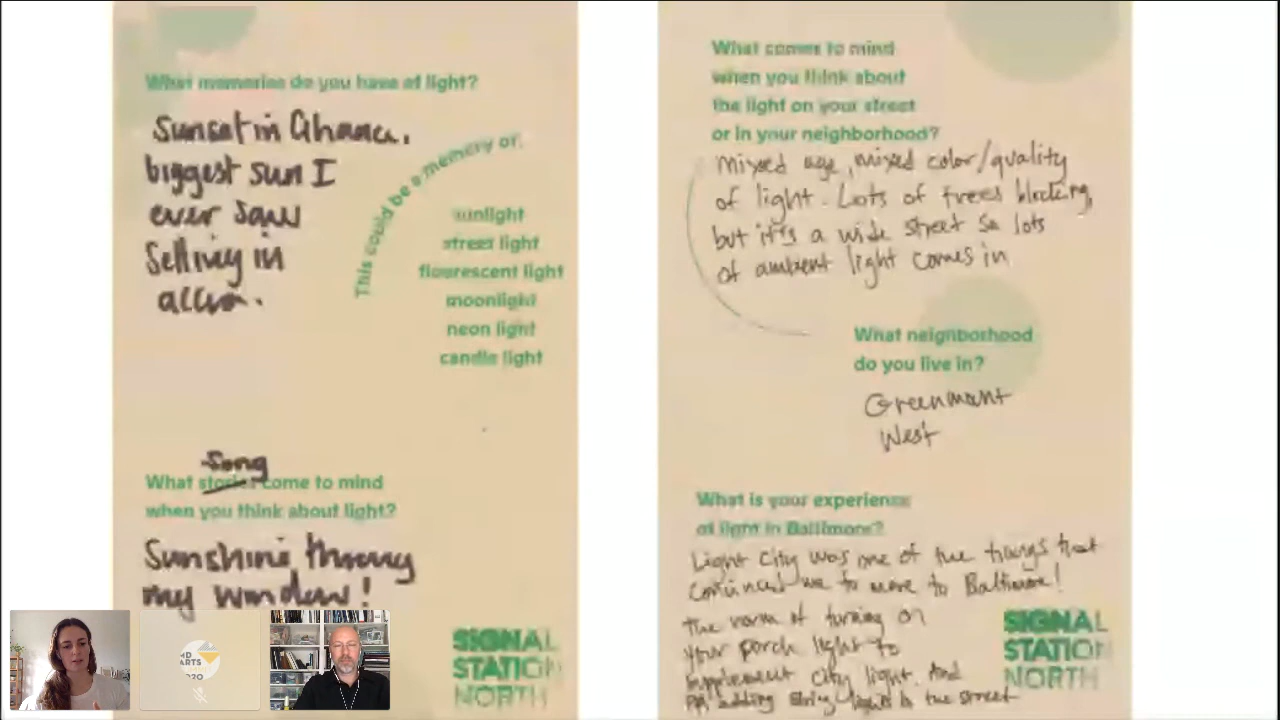 What memories do you have of light?
Sunset in Ghana.
biggest sun I
ever saw
Setting in
accra.
This could be a memory of:
sunlight
street light
flourescent light
moonlight
neon light
candle light
Song
What stories come to mind
when you think about light?
Sunshine through
my window!
SIGNAL
STATION
NORTH
What comes to mind
when you think about
the light on your street
or in your neighborhood?
mixed age, mixed color/quality
of light. Lots of trees blocking,
but it's a wide street so lots
of ambient light comes in
What neighborshood
do you live in?
Greenmount
West
What is your experience
of light in Baltimore?
Light City was one of the things that
convinced me to move to Baltimore!
the norm of turning on
your porch light to
supplement city light. And
adding string lights to the street
SIGNAL
STATION
NORTH
ND
ARTS
2020